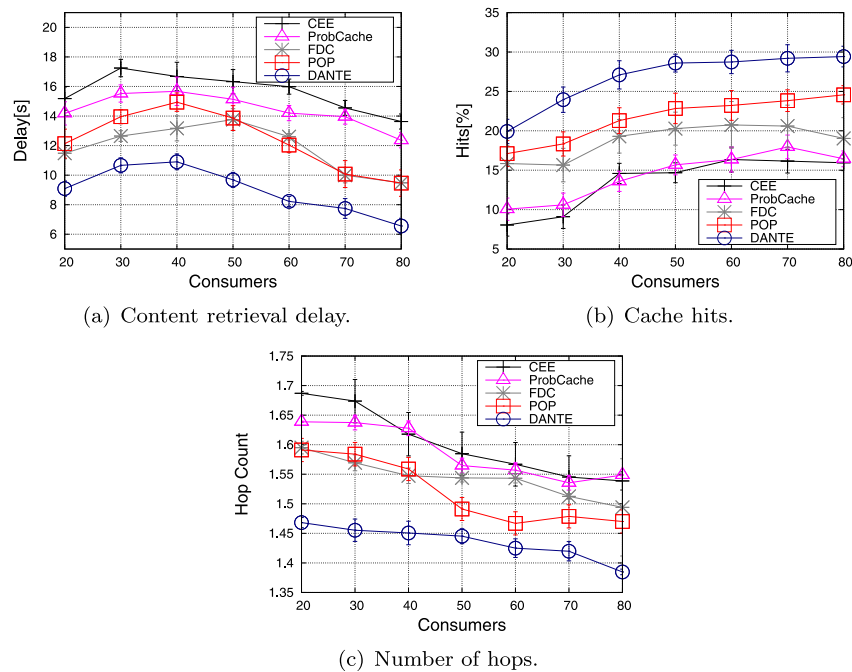 21
20
18
16
14
12
10
8
6
Delay[s]
CEE
ProbCache
FDC
POP
DANTE
20 30 40 50 60 70 80
Consumers
(a) Content retrieval delay.
35
30
25
20
15
10
5
Hits[%]
CEE
ProbCache
FDC
POP
DANTE
20 30 40 50 60 70 80
Consumers
(b) Cache hits.
1.75
1.7
1.65
1.6
1.55
1.5
1.45
1.4
1.35
Hop Count
CEE
ProbCache
FDC
POP
DANTE
20 30 40 50 60 70 80
Consumers
(c) Number of hops.